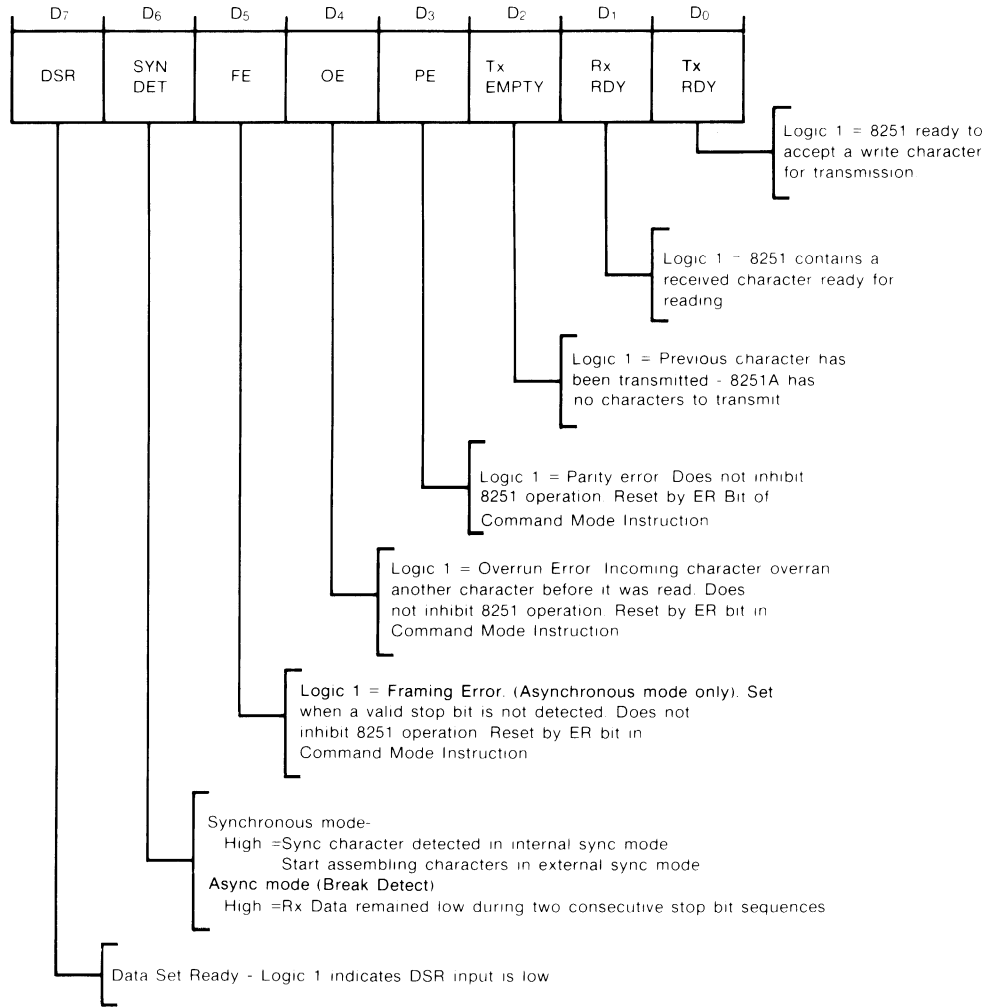 D7 D6 D5 D4 D3 D2 D1 D0
DSR SYN DET FE OE PE Tx EMPTY Rx RDY Tx RDY
Logic 1 = 8251 ready to
accept a write character
for transmission
Logic 1 - 8251 contains a
received character ready for
reading
Logic 1 = Previous character has
been transmitted - 8251A has
no characters to transmit
Logic 1 = Parity error Does not inhibit
8251 operation. Reset by ER Bit of
Command Mode Instruction
Logic 1 = Overrun Error Incoming character overran
another character before it was read. Does
not inhibit 8251 operation. Reset by ER bit in
Command Mode Instruction
Logic 1 = Framing Error. (Asynchronous mode only). Set
when a valid stop bit is not detected. Does not
inhibit 8251 operation Reset by ER bit in
Command Mode Instruction
Synchronous mode-
High =Sync character detected in internal sync mode
Start assembling characters in external sync mode
Async mode (Break Detect)
High =Rx Data remained low during two consecutive stop bit sequences
Data Set Ready - Logic 1 indicates DSR input is low